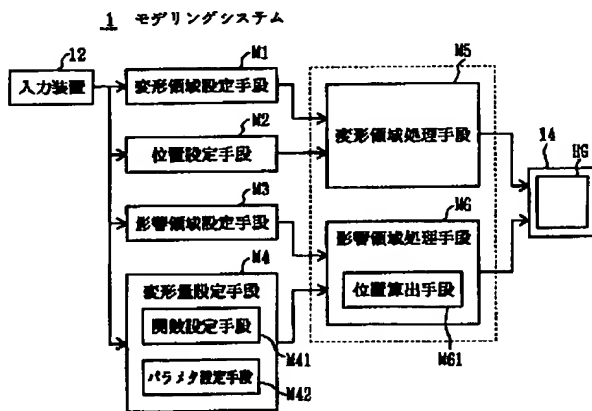 1 モデリングシステム
12
入力装置
M1
変形領域設定手段
M2
位置設定手段
M3
影響領域設定手段
M4
変形量設定手段
関数設定手段
M41
パラメタ設定手段
M42
M5
変形領域処理手段
M6
影響領域処理手段
位置算出手段
M61
14
HG